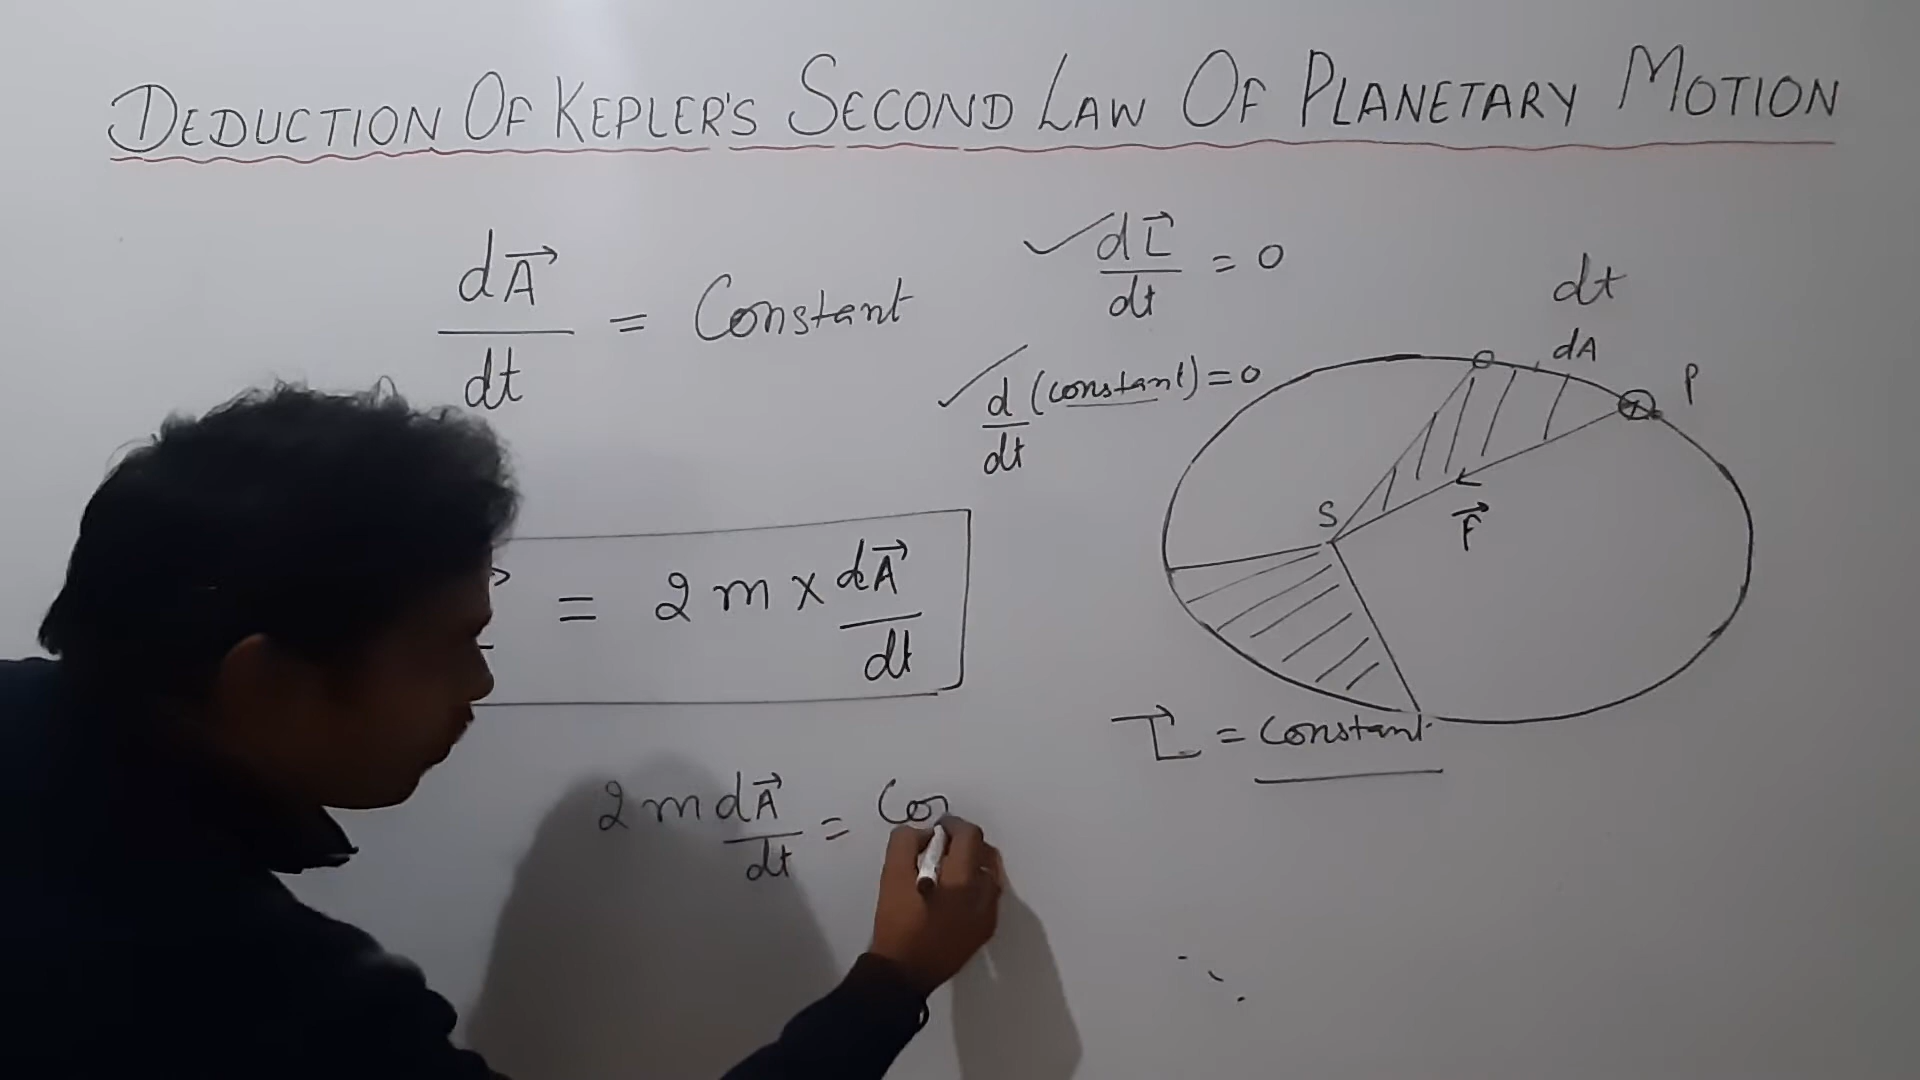 DEDUCTION OF KEPLER'S SECOND LAW OF PLANETARY MOTION
dA⃗/dt = Constant
✓ dL⃗/dt = 0
✓ d/dt (constant) = 0
dt
dA
P
S
F⃗
= 2 m × dA⃗/dt
L⃗ = Constant
2 m dA⃗/dt = Con